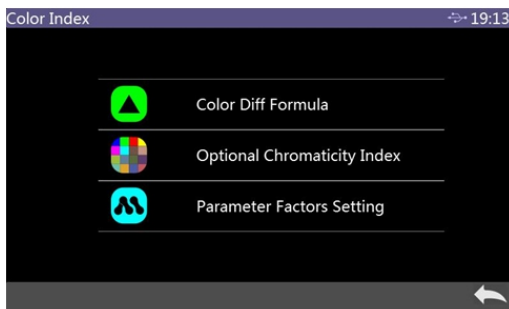 Color Index 19:13
Color Diff Formula
Optional Chromaticity Index
Parameter Factors Setting